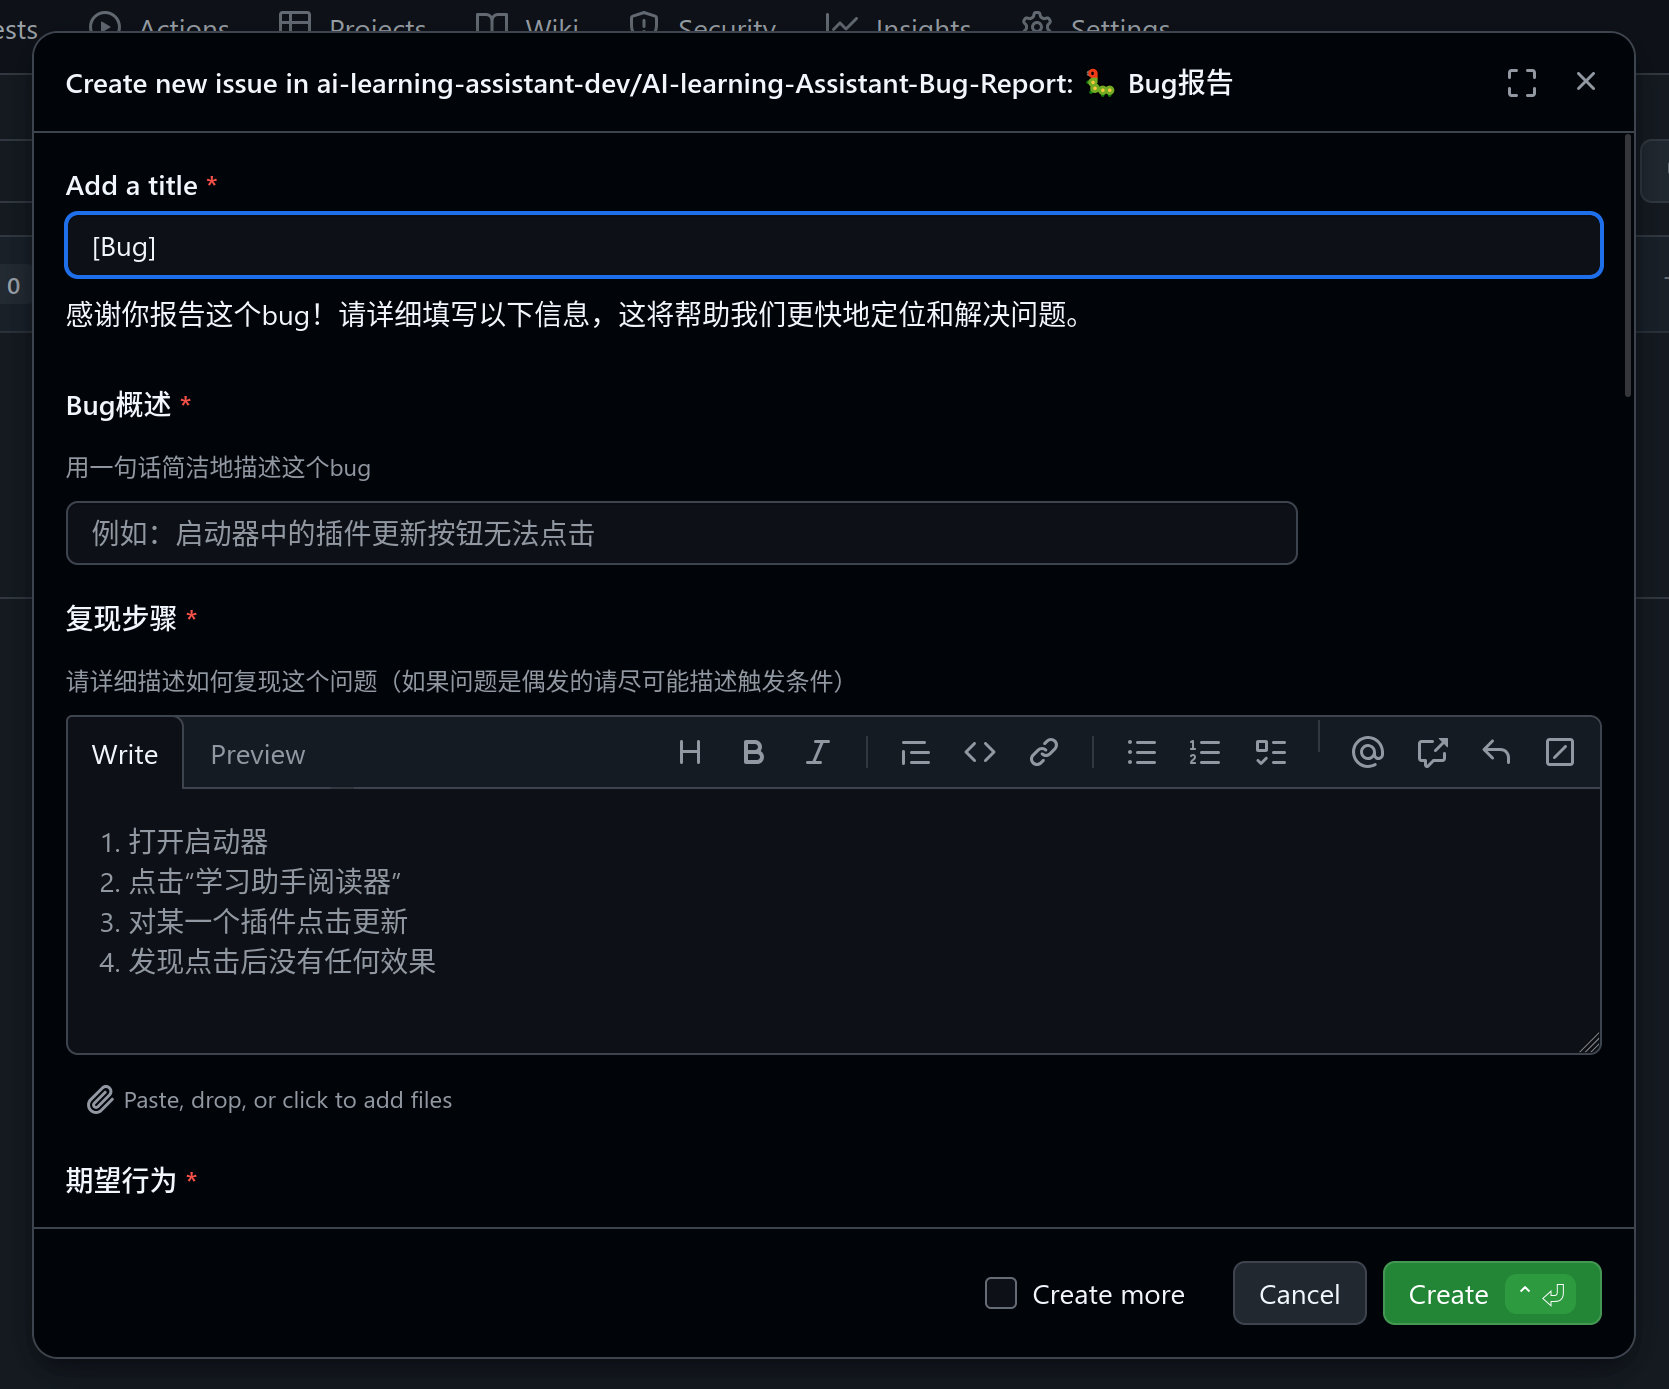 ests Actions Projects Wiki Security Insights Settings
Create new issue in ai-learning-assistant-dev/AI-learning-Assistant-Bug-Report: 🐛 Bug报告
Add a title *
[Bug]
0
感谢你报告这个bug！请详细填写以下信息，这将帮助我们更快地定位和解决问题。
Bug概述 *
用一句话简洁地描述这个bug
例如：启动器中的插件更新按钮无法点击
复现步骤 *
请详细描述如何复现这个问题（如果问题是偶发的请尽可能描述触发条件）
Write Preview
1. 打开启动器
2. 点击“学习助手阅读器”
3. 对某一个插件点击更新
4. 发现点击后没有任何效果
Paste, drop, or click to add files
期望行为 *
Create more Cancel Create ⌃ ⏎